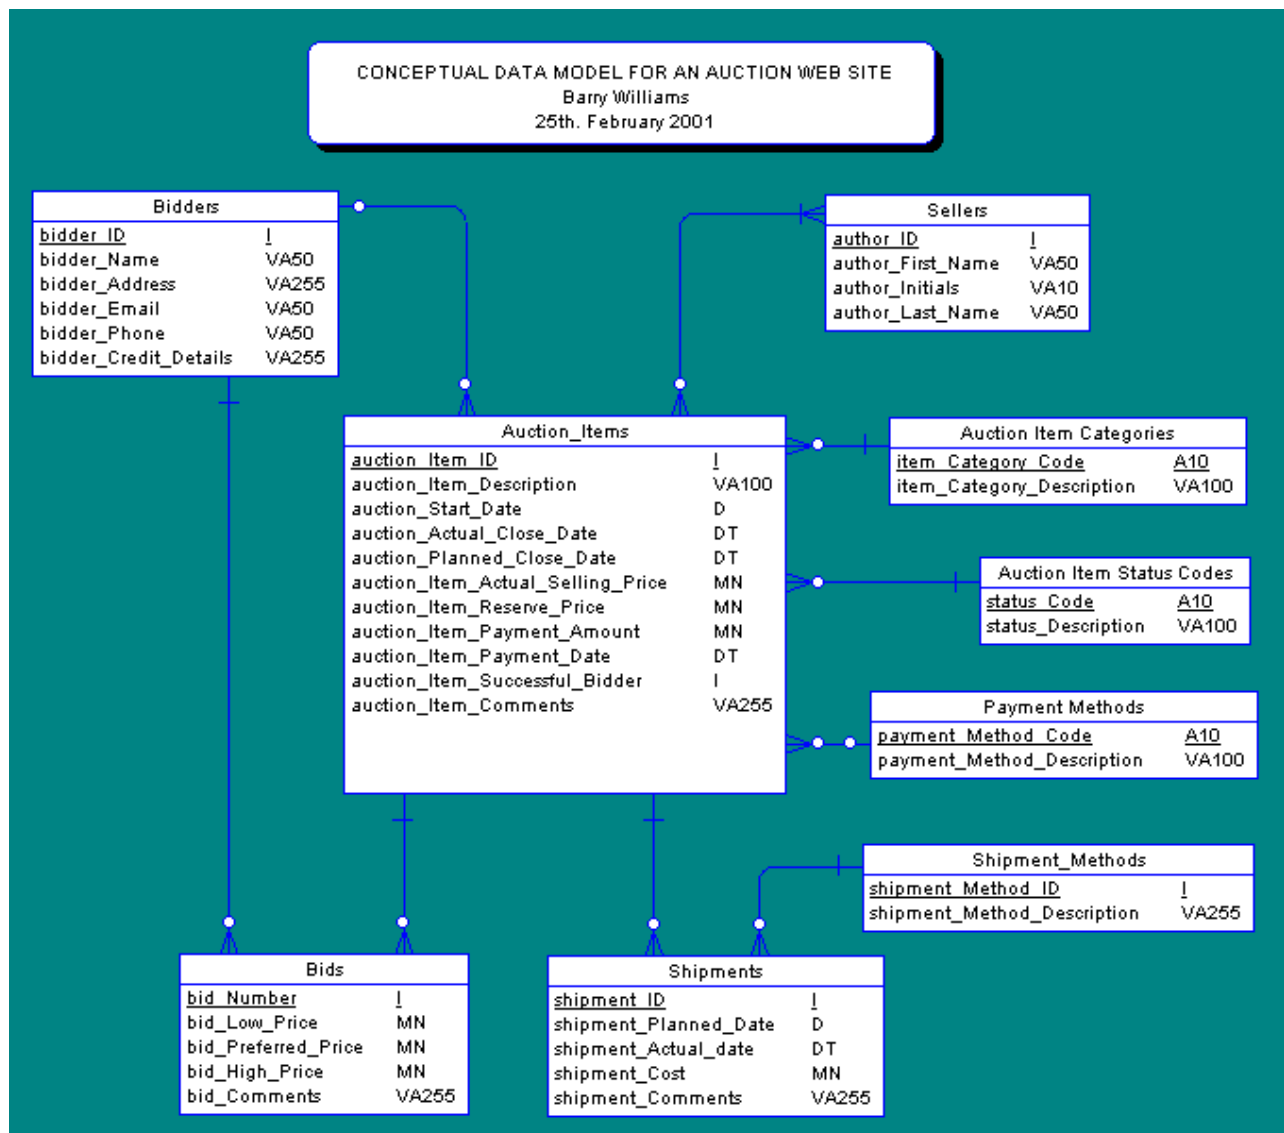 CONCEPTUAL DATA MODEL FOR AN AUCTION WEB SITE
Barry Williams
25th. February 2001
Bidders
bidder_ID I
bidder_Name VA50
bidder_Address VA255
bidder_Email VA50
bidder_Phone VA50
bidder_Credit_Details VA255
Sellers
author_ID I
author_First_Name VA50
author_Initials VA10
author_Last_Name VA50
Auction_Items
auction_Item_ID I
auction_Item_Description VA100
auction_Start_Date D
auction_Actual_Close_Date DT
auction_Planned_Close_Date DT
auction_Item_Actual_Selling_Price MN
auction_Item_Reserve_Price MN
auction_Item_Payment_Amount MN
auction_Item_Payment_Date DT
auction_Item_Successful_Bidder I
auction_Item_Comments VA255
Auction Item Categories
item_Category_Code A10
item_Category_Description VA100
Auction Item Status Codes
status_Code A10
status_Description VA100
Payment Methods
payment_Method_Code A10
payment_Method_Description VA100
Shipment_Methods
shipment_Method_ID I
shipment_Method_Description VA255
Bids
bid_Number I
bid_Low_Price MN
bid_Preferred_Price MN
bid_High_Price MN
bid_Comments VA255
Shipments
shipment_ID I
shipment_Planned_Date D
shipment_Actual_date DT
shipment_Cost MN
shipment_Comments VA255